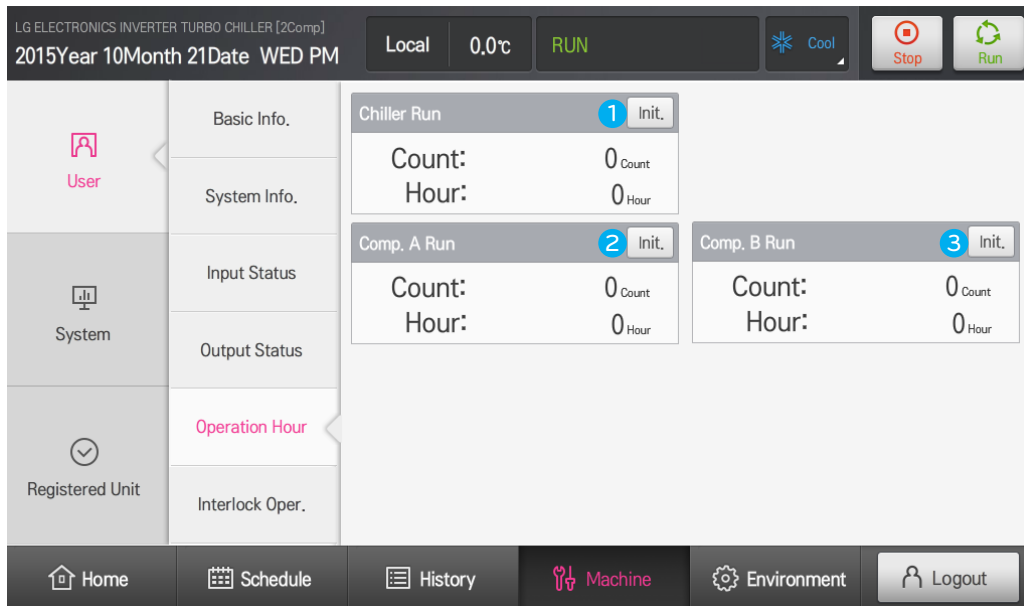 LG ELECTRONICS INVERTER TURBO CHILLER [2Comp]
2015Year 10Month 21Date WED PM
Local 0.0℃ RUN Cool
Stop Run
User
System
Registered Unit
Basic Info.
System Info.
Input Status
Output Status
Operation Hour
Interlock Oper.
Chiller Run 1 Init.
Count: 0 Count
Hour: 0 Hour
Comp. A Run 2 Init.
Count: 0 Count
Hour: 0 Hour
Comp. B Run 3 Init.
Count: 0 Count
Hour: 0 Hour
Home Schedule History Machine Environment Logout